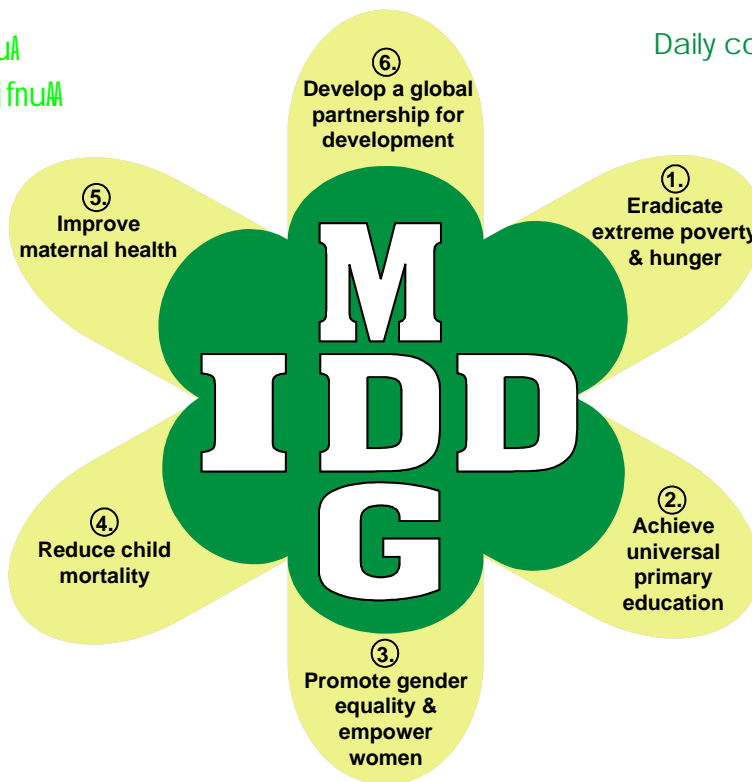 Daily
6.
Develop a global
partnership for
development
1.
Eradicate
extreme poverty
& hunger
5.
Improve
maternal health
M
IDD
G
4.
Reduce child
mortality
2.
Achieve
universal
primary
education
3.
Promote gender
equality &
empower
women